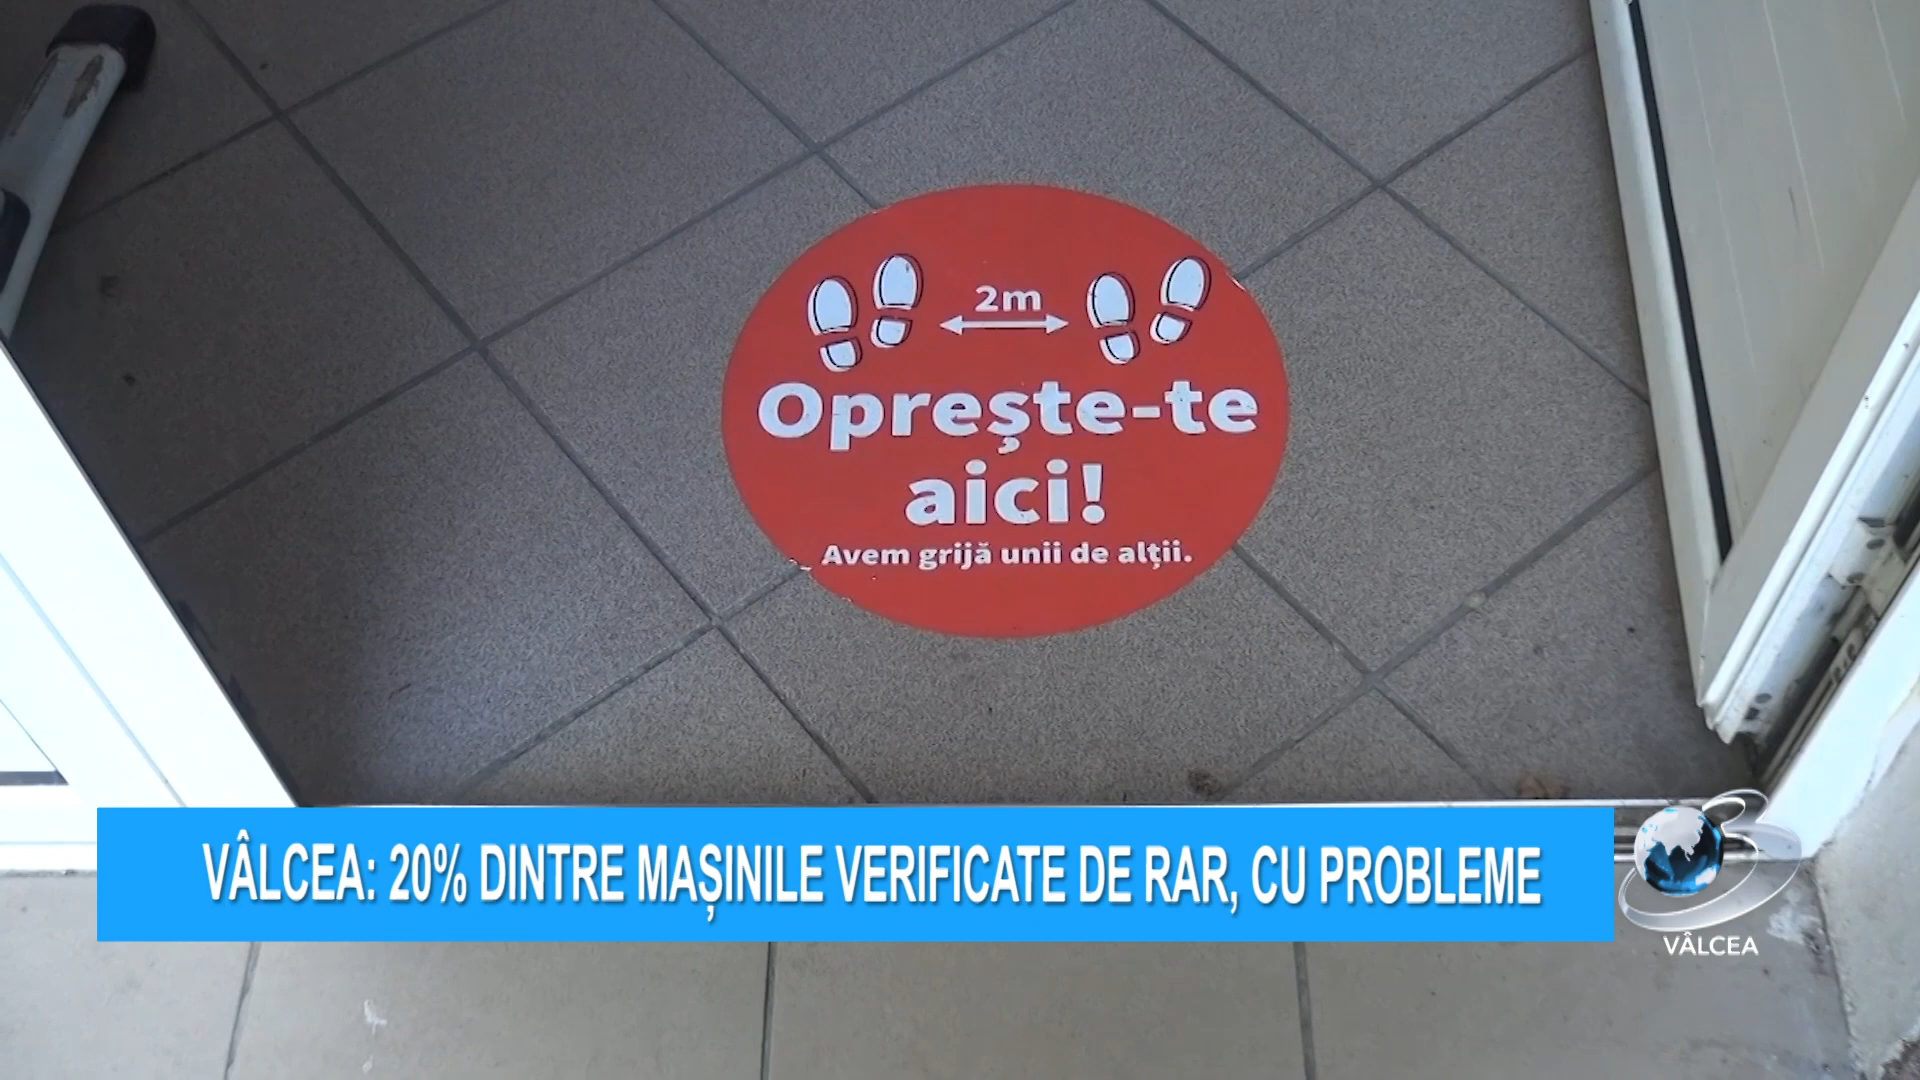 2m
Oprește-te
aici!
Avem grijă unii de alții.
VÂLCEA: 20% DINTRE MAȘINILE VERIFICATE DE RAR, CU PROBLEME
3
VÂLCEA